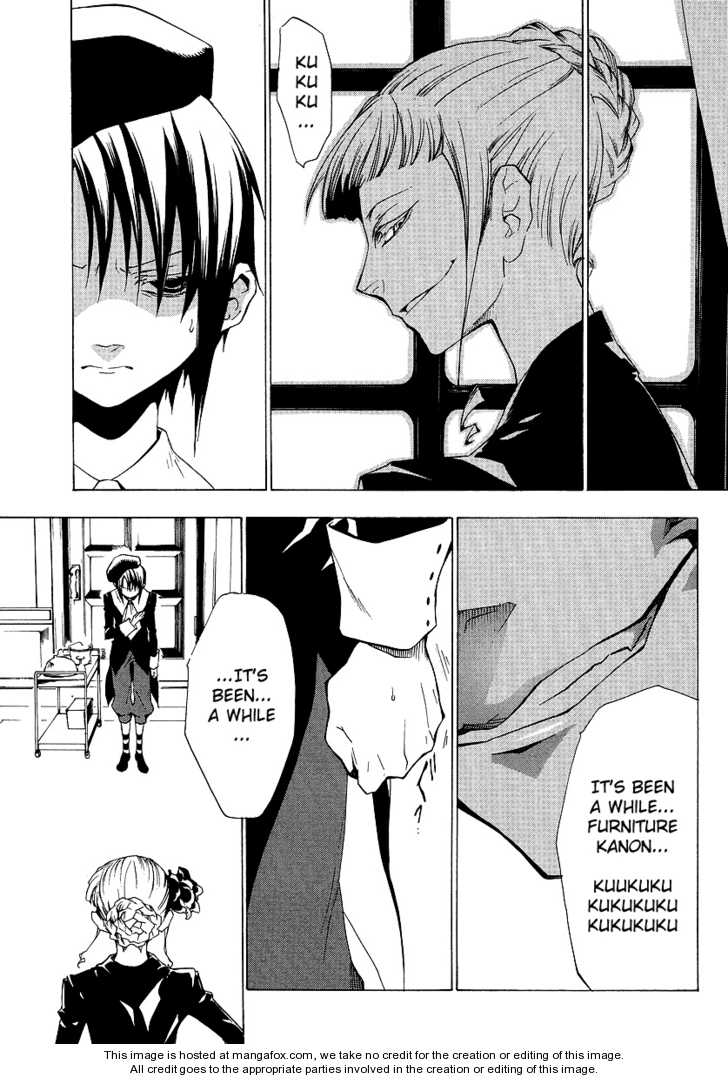 KU
KU
KU
...
IT'S BEEN
A WHILE...
FURNITURE
KANON...
KUUKUKU
KUKUKUKU
KUKUKUKU
...IT'S
BEEN...
A WHILE
...
This image is hosted at mangafox.com, we take no credit for the creation or editing of this image.
All credit goes to the appropriate parties involved in the creation or editing of this image.